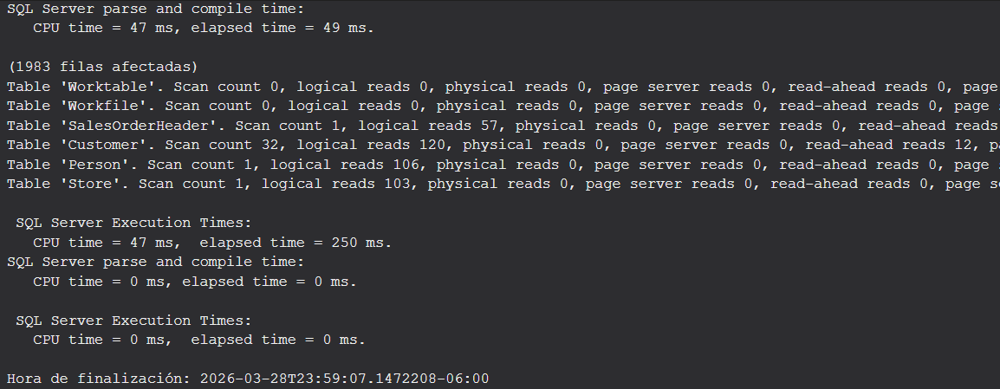 SQL Server parse and compile time:
CPU time = 47 ms, elapsed time = 49 ms.
(1983 filas afectadas)
Table 'Worktable'. Scan count 0, logical reads 0, physical reads 0, page server reads 0, read-ahead reads 0, page
Table 'Workfile'. Scan count 0, logical reads 0, physical reads 0, page server reads 0, read-ahead reads 0, page
Table 'SalesOrderHeader'. Scan count 1, logical reads 57, physical reads 0, page server reads 0, read-ahead reads
Table 'Customer'. Scan count 32, logical reads 120, physical reads 0, page server reads 0, read-ahead reads 12,
Table 'Person'. Scan count 1, logical reads 106, physical reads 0, page server reads 0, read-ahead reads 0, page
Table 'Store'. Scan count 1, logical reads 103, physical reads 0, page server reads 0, read-ahead reads 0, page
SQL Server Execution Times:
CPU time = 47 ms,  elapsed time = 250 ms.
SQL Server parse and compile time:
CPU time = 0 ms, elapsed time = 0 ms.
SQL Server Execution Times:
CPU time = 0 ms,  elapsed time = 0 ms.
Hora de finalización: 2026-03-28T23:59:07.1472208-06:00